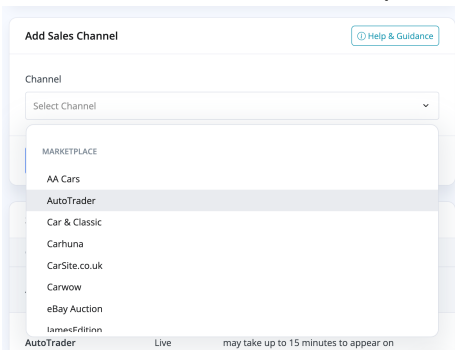 Add Sales Channel
Help & Guidance
Channel
Select Channel
MARKETPLACE
AA Cars
AutoTrader
Car & Classic
Carhuna
CarSite.co.uk
Carwow
eBay Auction
JamesEdition
AutoTrader Live may take up to 15 minutes to appear on